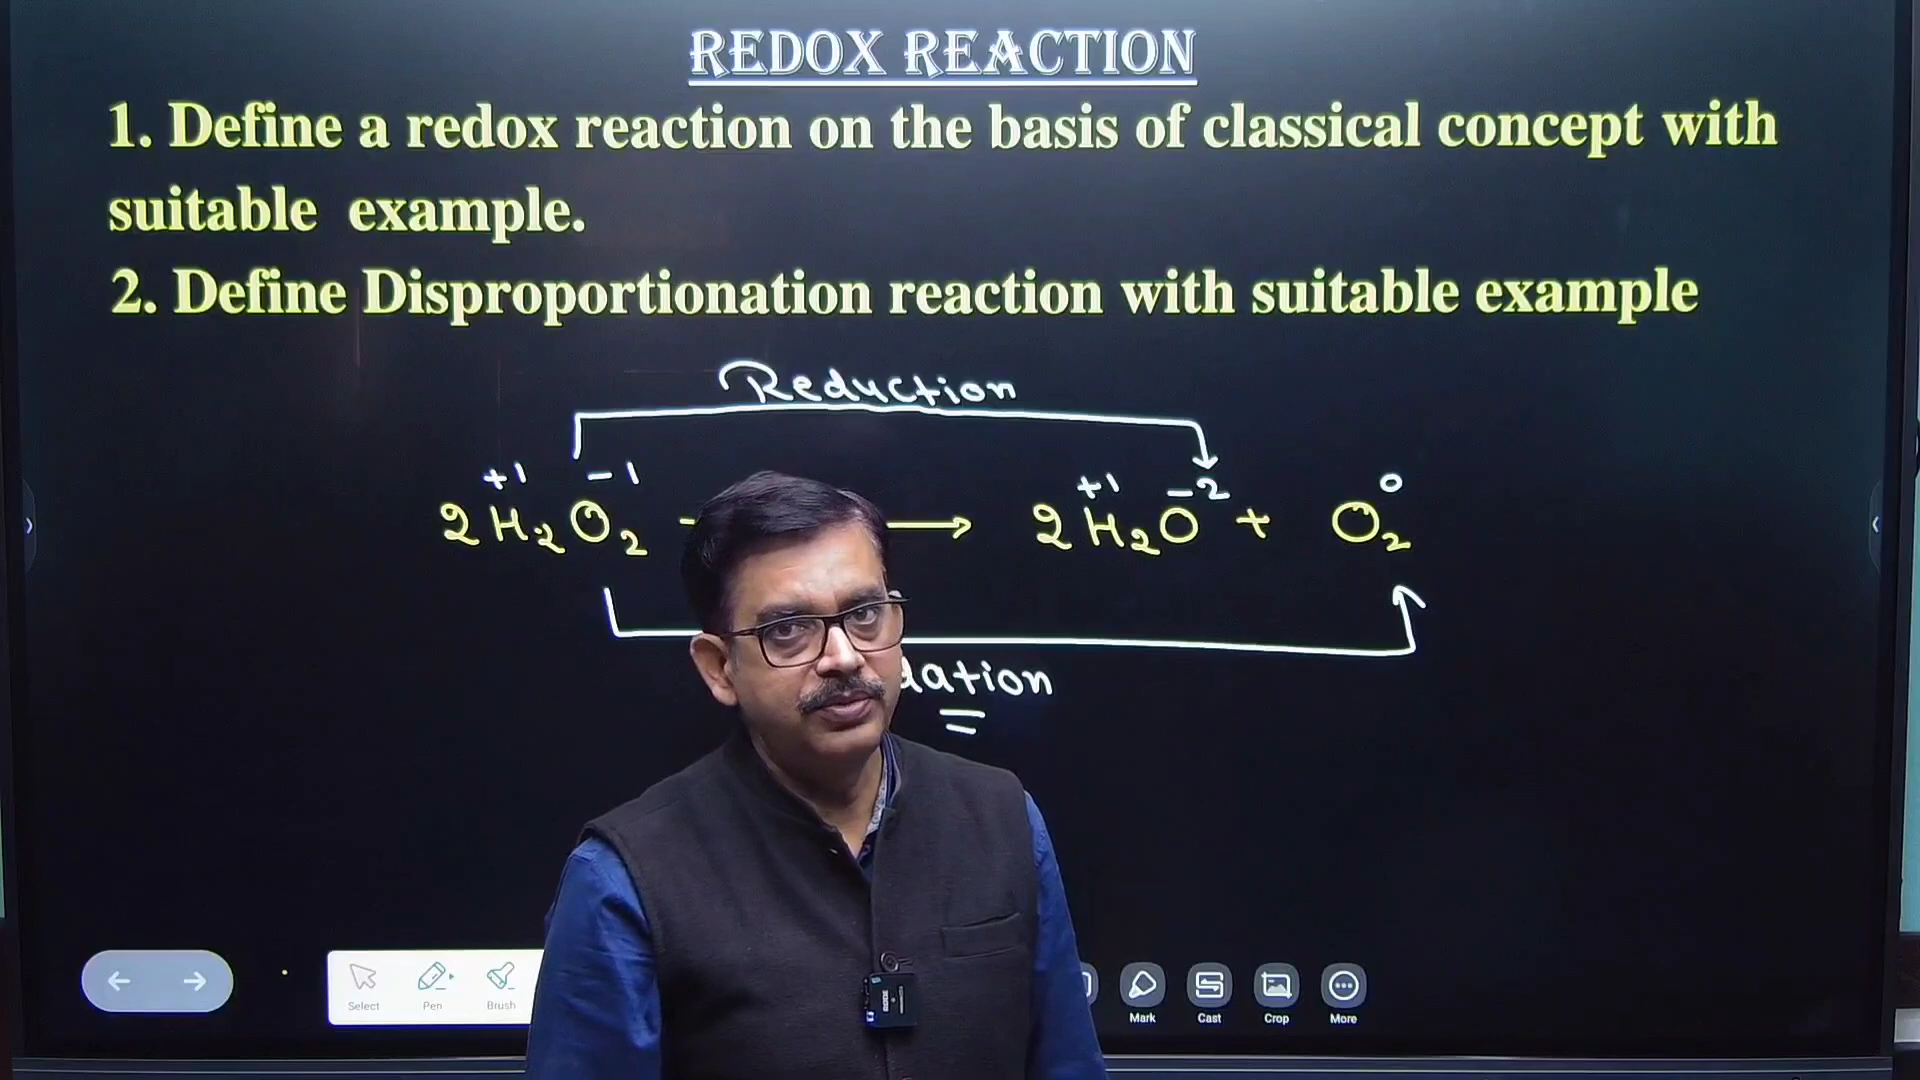 REDOX REACTION
1. Define a redox reaction on the basis of classical concept with
suitable example.
2. Define Disproportionation reaction with suitable example
Reduction
+1 -1 +1 -2 0
2H₂O₂ → 2H₂O + O₂
dation
Select Pen Brush Mark Cast Crop More